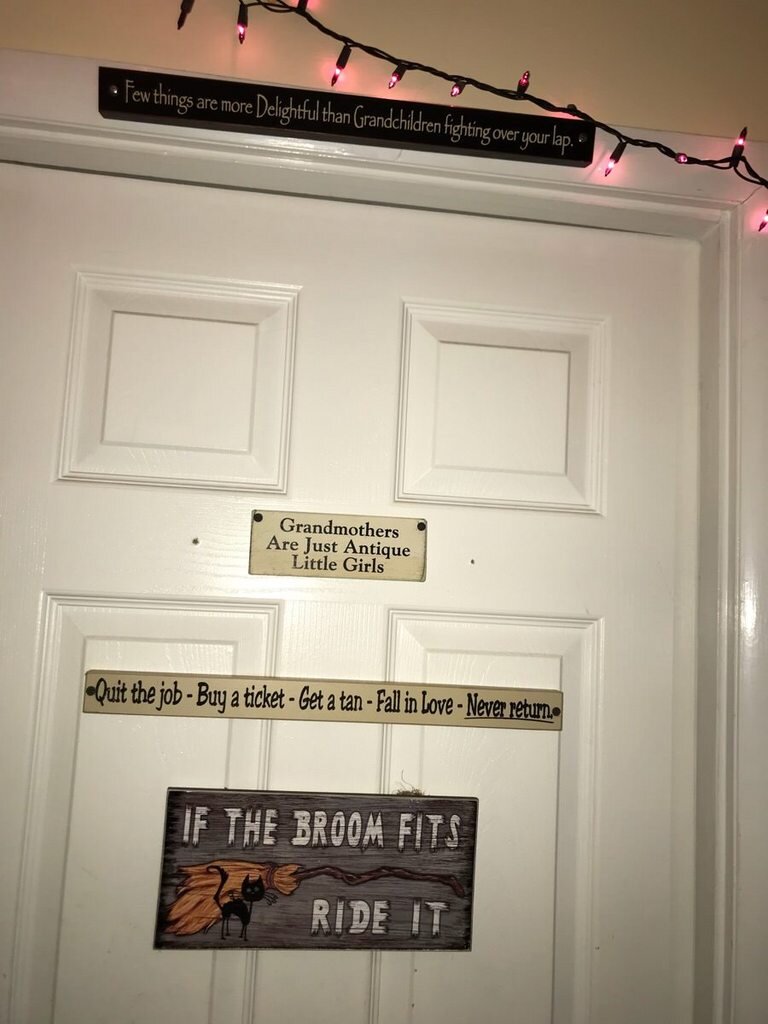 Few things are more Delightful than Grandchildren fighting over your lap.
Grandmothers
Are Just Antique
Little Girls
Quit the job - Buy a ticket - Get a tan - Fall in Love - Never return.
IF THE BROOM FITS
RIDE IT